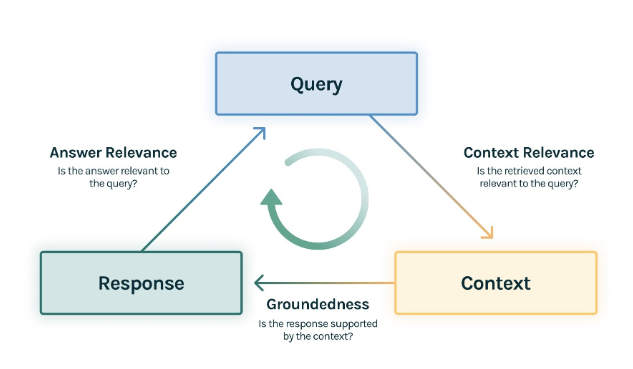 Query
Answer Relevance
Is the answer relevant to
the query?
Context Relevance
Is the retrieved context
relevant to the query?
Response
Context
Groundedness
Is the response supported
by the context?